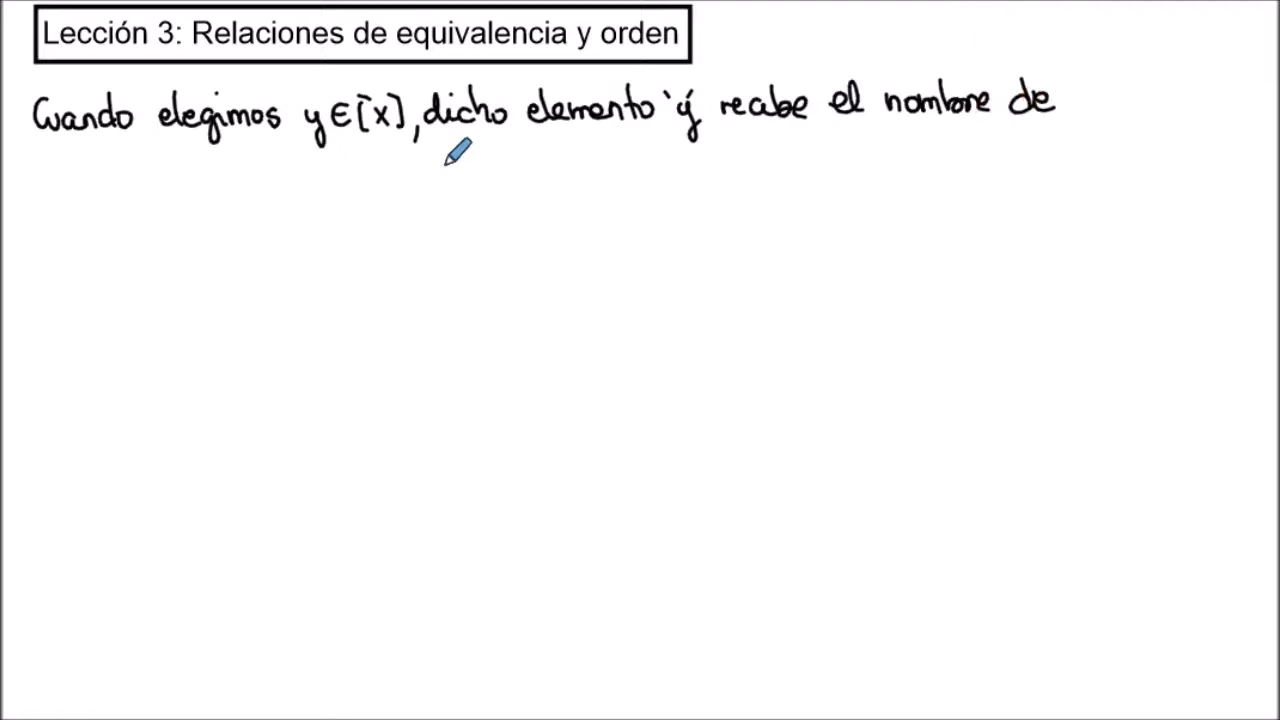 Lección 3: Relaciones de equivalencia y orden
Cuando elegimos y∈[x], dicho elemento 'y' recibe el nombre de